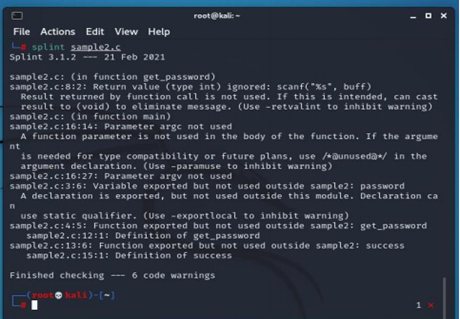 root@kali:~
File Actions Edit View Help
# splint sample2.c
Splint 3.1.2 --- 21 Feb 2021
sample2.c: (in function get_password)
sample2.c:8:2: Return value (type int) ignored: scanf("%s", buff)
Result returned by function call is not used. If this is intended, can cast
result to (void) to eliminate message. (Use -retvalint to inhibit warning)
sample2.c: (in function main)
sample2.c:16:14: Parameter argc not used
A function parameter is not used in the body of the function. If the argume
nt
is needed for type compatibility or future plans, use /*@unused@*/ in the
argument declaration. (Use -paramuse to inhibit warning)
sample2.c:16:27: Parameter argv not used
sample2.c:3:6: Variable exported but not used outside sample2: password
A declaration is exported, but not used outside this module. Declaration ca
n
use static qualifier. (Use -exportlocal to inhibit warning)
sample2.c:4:5: Function exported but not used outside sample2: get_password
sample2.c:12:1: Definition of get_password
sample2.c:13:6: Function exported but not used outside sample2: success
sample2.c:15:1: Definition of success
Finished checking --- 6 code warnings
(root💀kali)-[~]
#
1 ⨯